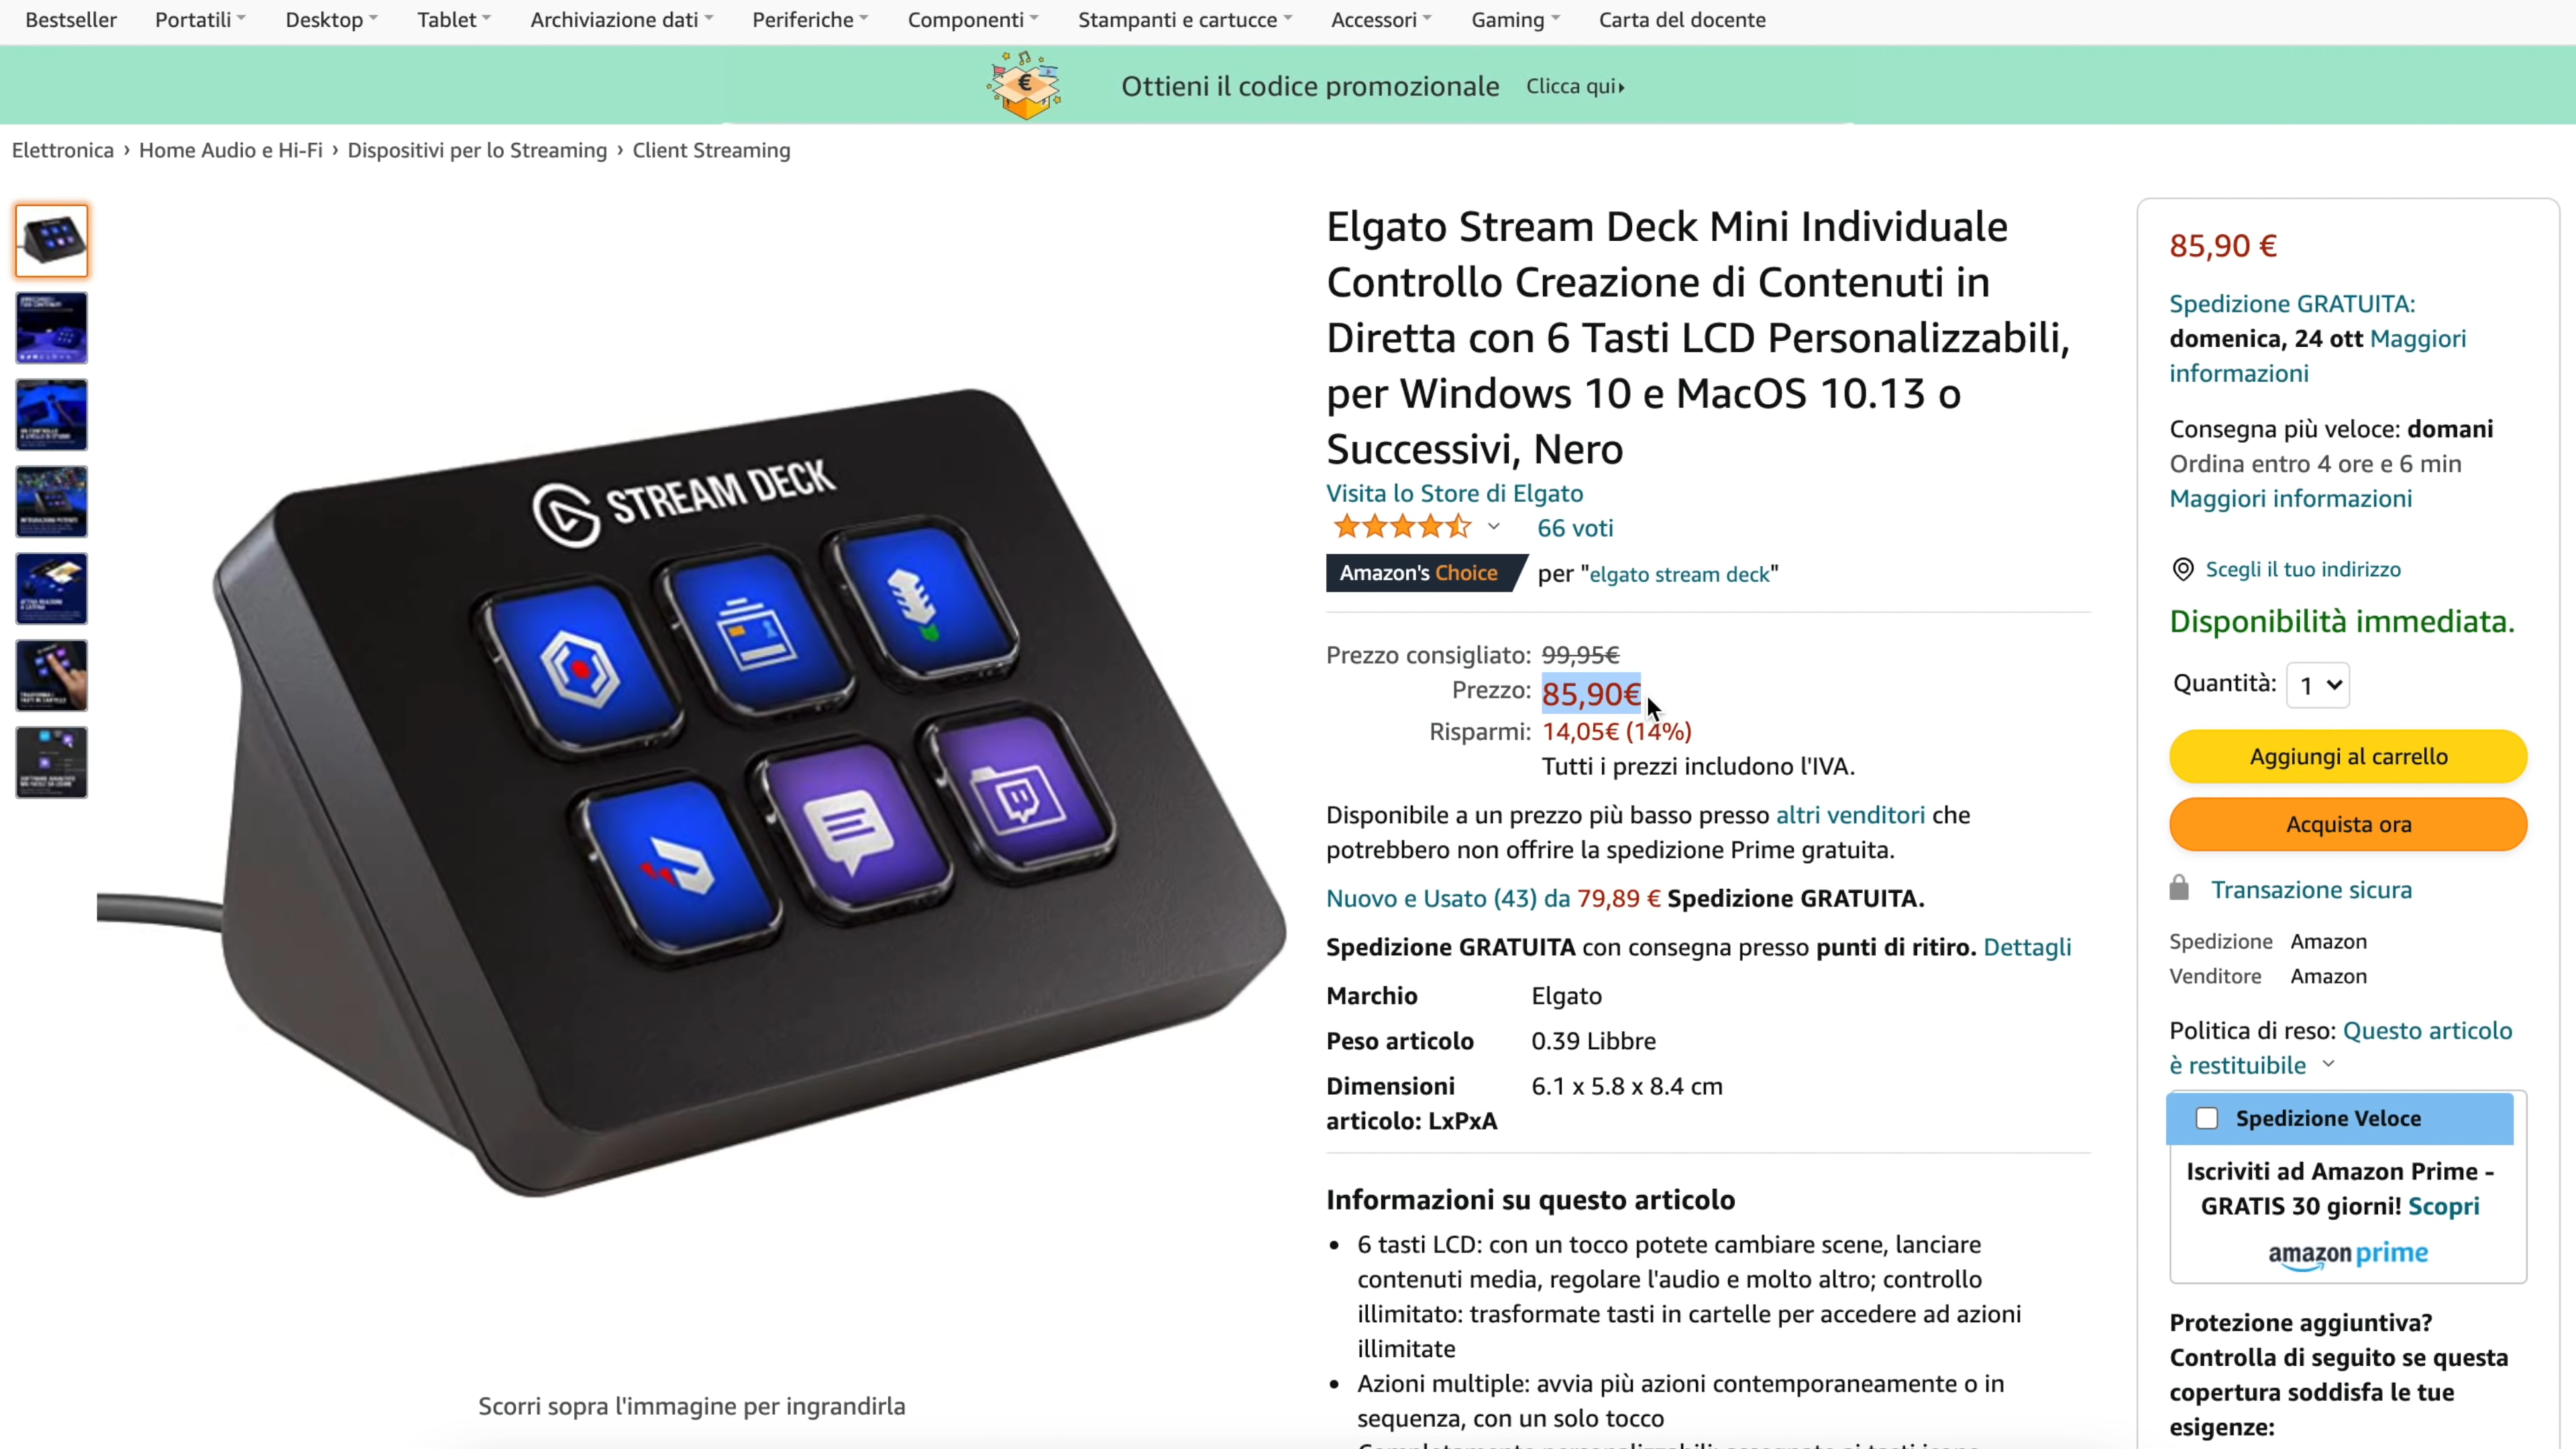 Bestseller Portatili Desktop Tablet Archiviazione dati Periferiche Componenti Stampanti e cartucce Accessori Gaming Carta del docente
Ottieni il codice promozionale Clicca qui
Elettronica › Home Audio e Hi-Fi › Dispositivi per lo Streaming › Client Streaming
STREAM DECK
Scorri sopra l'immagine per ingrandirla
Elgato Stream Deck Mini Individuale
Controllo Creazione di Contenuti in
Diretta con 6 Tasti LCD Personalizzabili,
per Windows 10 e MacOS 10.13 o
Successivi, Nero
Visita lo Store di Elgato
66 voti
Amazon's Choice per "elgato stream deck"
Prezzo consigliato: 99,95€
Prezzo: 85,90€
Risparmi: 14,05€ (14%)
Tutti i prezzi includono l'IVA.
Disponibile a un prezzo più basso presso altri venditori che
potrebbero non offrire la spedizione Prime gratuita.
Nuovo e Usato (43) da 79,89 € Spedizione GRATUITA.
Spedizione GRATUITA con consegna presso punti di ritiro. Dettagli
Marchio Elgato
Peso articolo 0.39 Libbre
Dimensioni 6.1 x 5.8 x 8.4 cm
articolo: LxPxA
Informazioni su questo articolo
• 6 tasti LCD: con un tocco potete cambiare scene, lanciare
contenuti media, regolare l'audio e molto altro; controllo
illimitato: trasformate tasti in cartelle per accedere ad azioni
illimitate
• Azioni multiple: avvia più azioni contemporaneamente o in
sequenza, con un solo tocco
85,90 €
Spedizione GRATUITA:
domenica, 24 ott Maggiori
informazioni
Consegna più veloce: domani
Ordina entro 4 ore e 6 min
Maggiori informazioni
Scegli il tuo indirizzo
Disponibilità immediata.
Quantità: 1
Aggiungi al carrello
Acquista ora
Transazione sicura
Spedizione Amazon
Venditore Amazon
Politica di reso: Questo articolo
è restituibile
Spedizione Veloce
Iscriviti ad Amazon Prime -
GRATIS 30 giorni! Scopri
amazon prime
Protezione aggiuntiva?
Controlla di seguito se questa
copertura soddisfa le tue
esigenze: